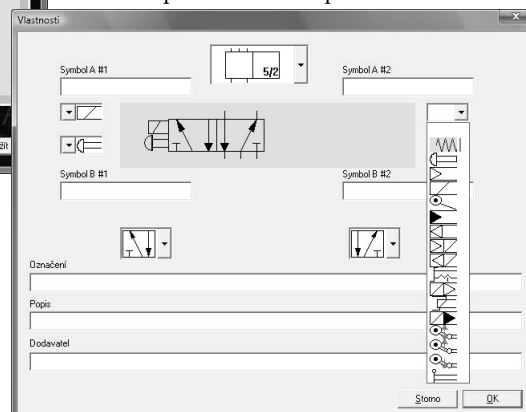 Vlastnosti
5/2
Symbol A #1
Symbol A #2
Symbol B #1
Symbol B #2
Označení
Popis
Dodavatel
Storno
OK